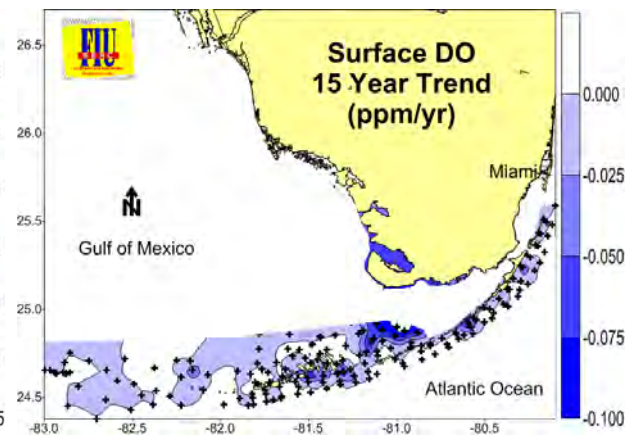 FIU
Surface DO
15 Year Trend
(ppm/yr)
Miami
Gulf of Mexico
N
Atlantic Ocean
26.5
26.0
25.5
25.0
24.5
5
-83.0 -82.5 -82.0 -81.5 -81.0 -80.5
0.000
-0.025
-0.050
-0.075
-0.100